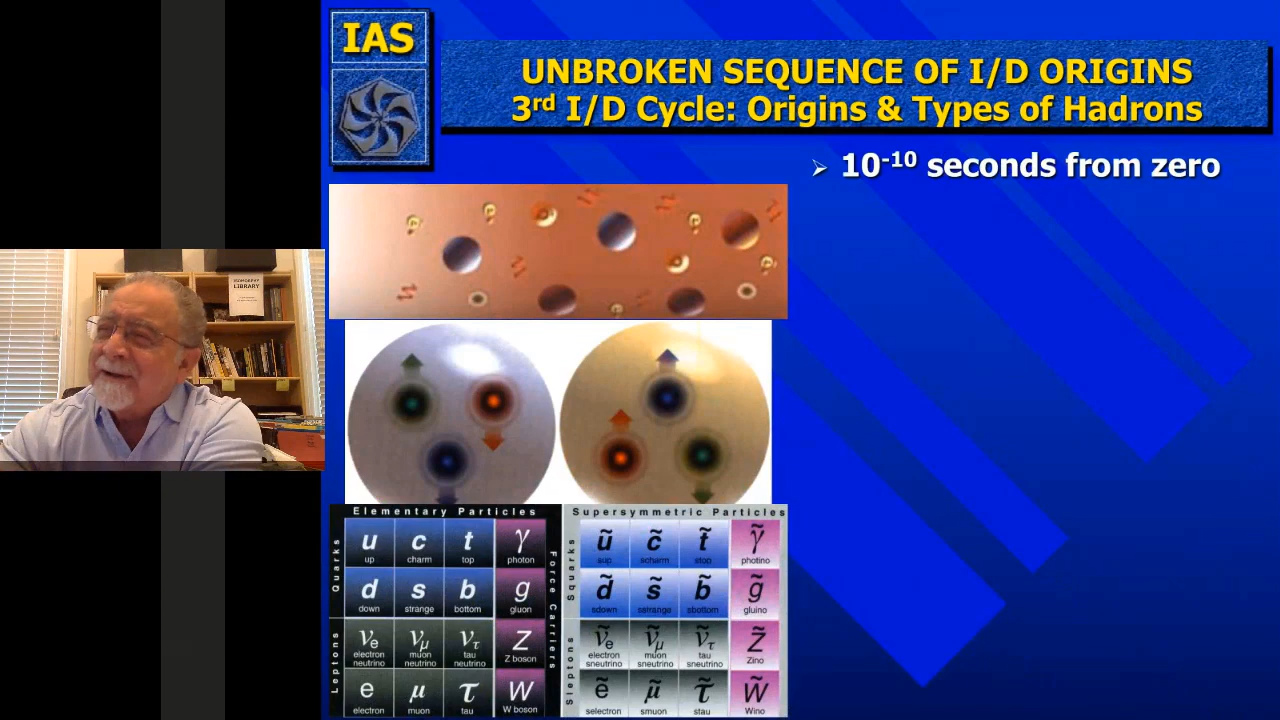 IAS
UNBROKEN SEQUENCE OF I/D ORIGINS
3rd I/D Cycle: Origins & Types of Hadrons
➢ 10-10 seconds from zero
LIBRARY
Elementary Particles
Quarks
Leptons
Force Carriers
u c t γ
up charm top photon
d s b g
down strange bottom gluon
νe νμ ντ Z
electron neutrino muon neutrino tau neutrino Z boson
e μ τ W
electron muon tau W boson
Supersymmetric Particles
Squarks
Sleptons
ũ c̃ t̃ γ̃
sup scharm stop photino
d̃ s̃ b̃ g̃
sdown sstrange sbottom gluino
ν̃e ν̃μ ν̃τ Z̃
electron sneutrino muon sneutrino tau sneutrino Zino
ẽ μ̃ τ̃ W̃
selectron smuon stau Wino